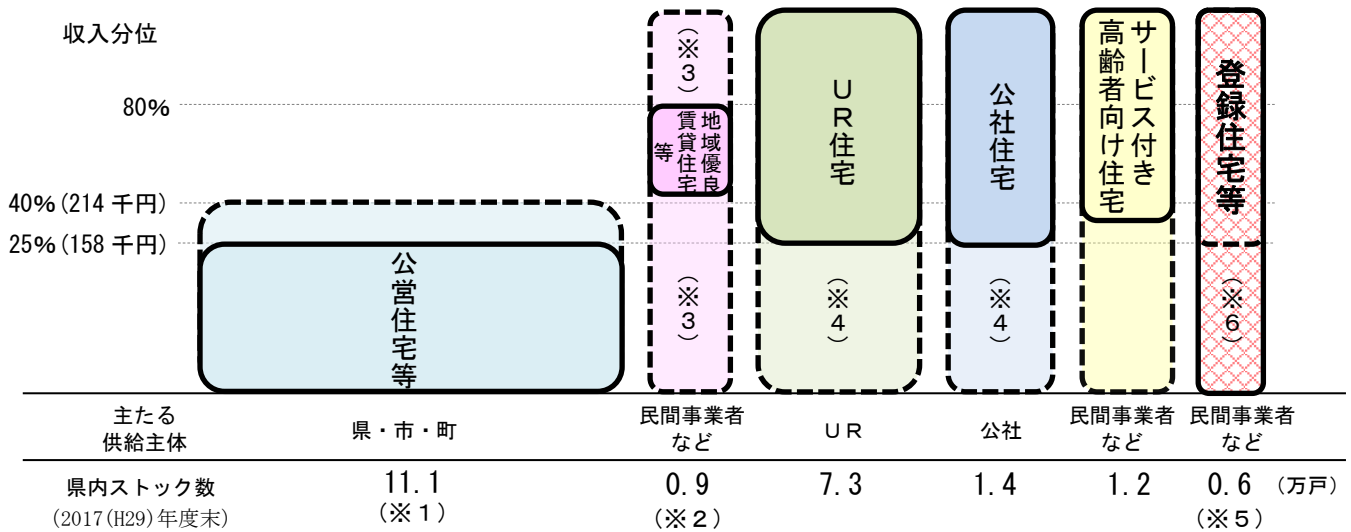 収入分位
80%
40%(214 千円)
25%(158 千円)
公営住宅等
(※3)
地域優良
賃貸住宅
等
(※3)
UR住宅
(※4)
公社住宅
(※4)
サービス付き
高齢者向け住宅
登録住宅等
(※6)
主たる
供給主体
県・市・町
民間事業者
など
UR
公社
民間事業者
など
民間事業者
など
県内ストック数
(2017(H29)年度末)
11.1
(※1)
0.9
(※2)
7.3
1.4
1.2
0.6 (万戸)
(※5)